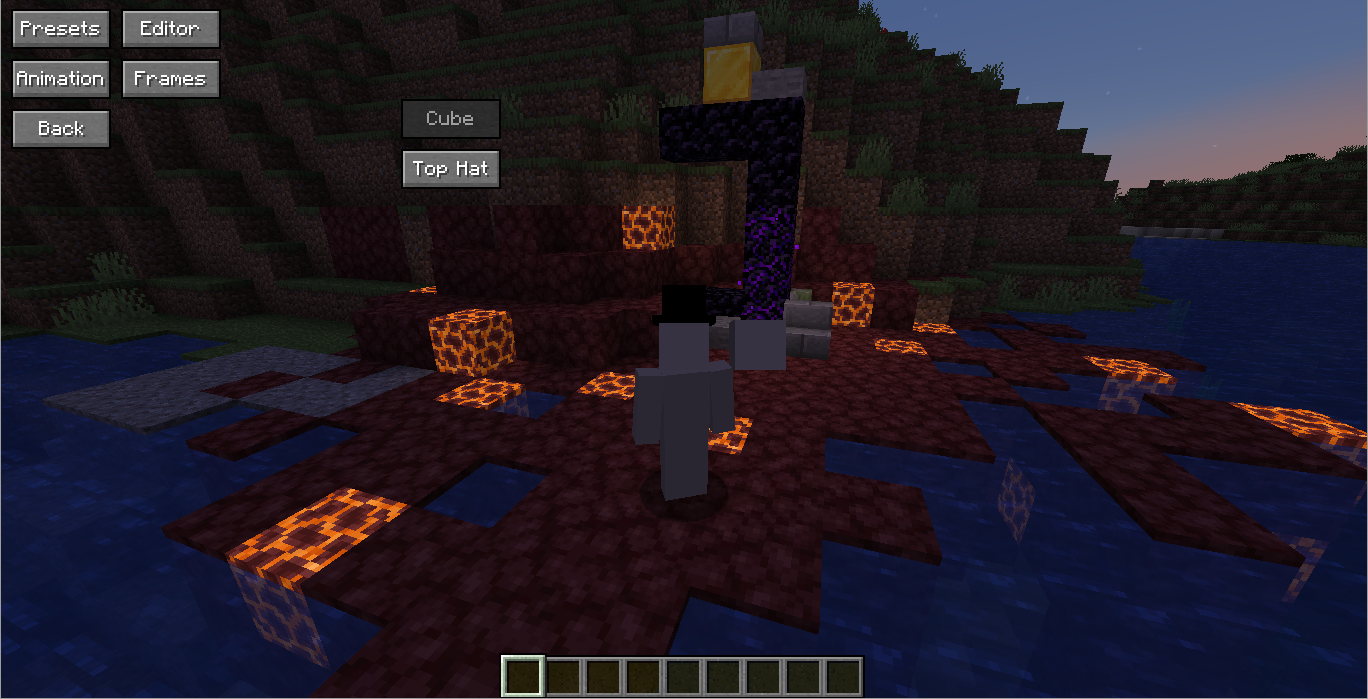 Presets
Editor
Animation
Frames
Back
Cube
Top Hat